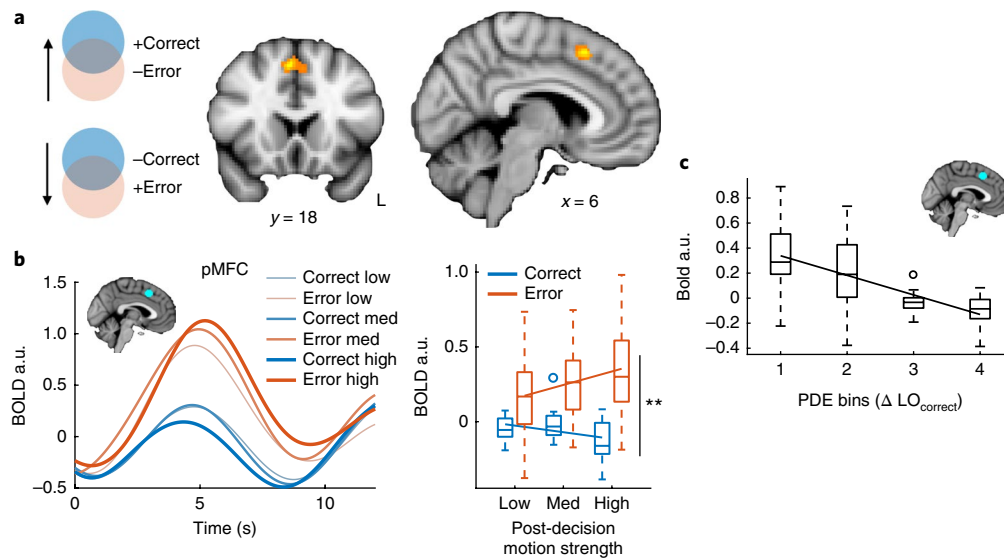 a
+Correct
–Error
–Correct
+Error
y = 18
L
x = 6
b
pMFC
BOLD a.u.
1.5
1.0
0.5
0
–0.5
0
5
10
Time (s)
Correct low
Error low
Correct med
Error med
Correct high
Error high
BOLD a.u.
1.0
0.5
0
Correct
Error
**
Low
Med
High
Post-decision
motion strength
c
Bold a.u.
0.8
0.6
0.4
0.2
–0
–0.2
–0.4
1
2
3
4
PDE bins (Δ LOcorrect)